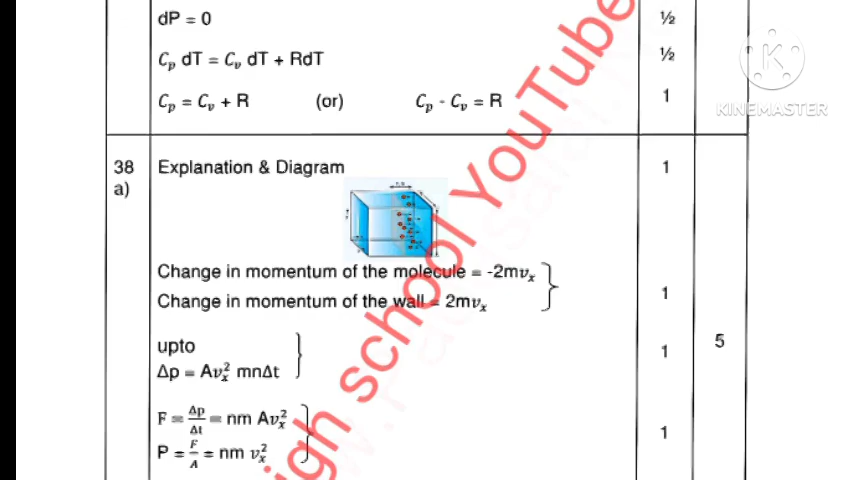 dP = 0
½
C_p dT = C_v dT + RdT
½
C_p = C_v + R (or) C_p - C_v = R
1
K
KINEMASTER
38 a)
Explanation & Diagram
1
Change in momentum of the molecule = -2mv_x
Change in momentum of the wall = 2mv_x
1
upto
Δp = Av_x² mnΔt
1
5
F = Δp/Δt = nm Av_x²
P = F/A = nm v_x²
1
igh school YouTube